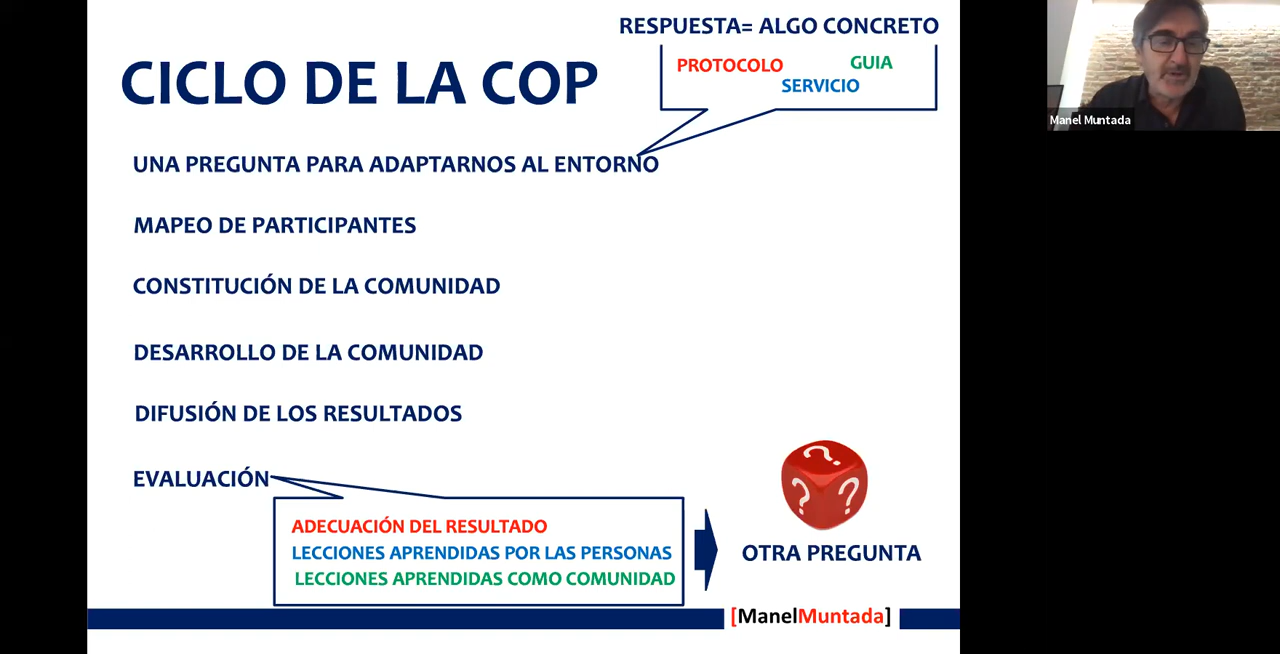 RESPUESTA= ALGO CONCRETO
PROTOCOLO
GUIA
SERVICIO
CICLO DE LA COP
Manel Muntada
UNA PREGUNTA PARA ADAPTARNOS AL ENTORNO
MAPEO DE PARTICIPANTES
CONSTITUCIÓN DE LA COMUNIDAD
DESARROLLO DE LA COMUNIDAD
DIFUSIÓN DE LOS RESULTADOS
EVALUACIÓN
ADECUACIÓN DEL RESULTADO
LECCIONES APRENDIDAS POR LAS PERSONAS
LECCIONES APRENDIDAS COMO COMUNIDAD
? ? ?
OTRA PREGUNTA
[ManelMuntada]